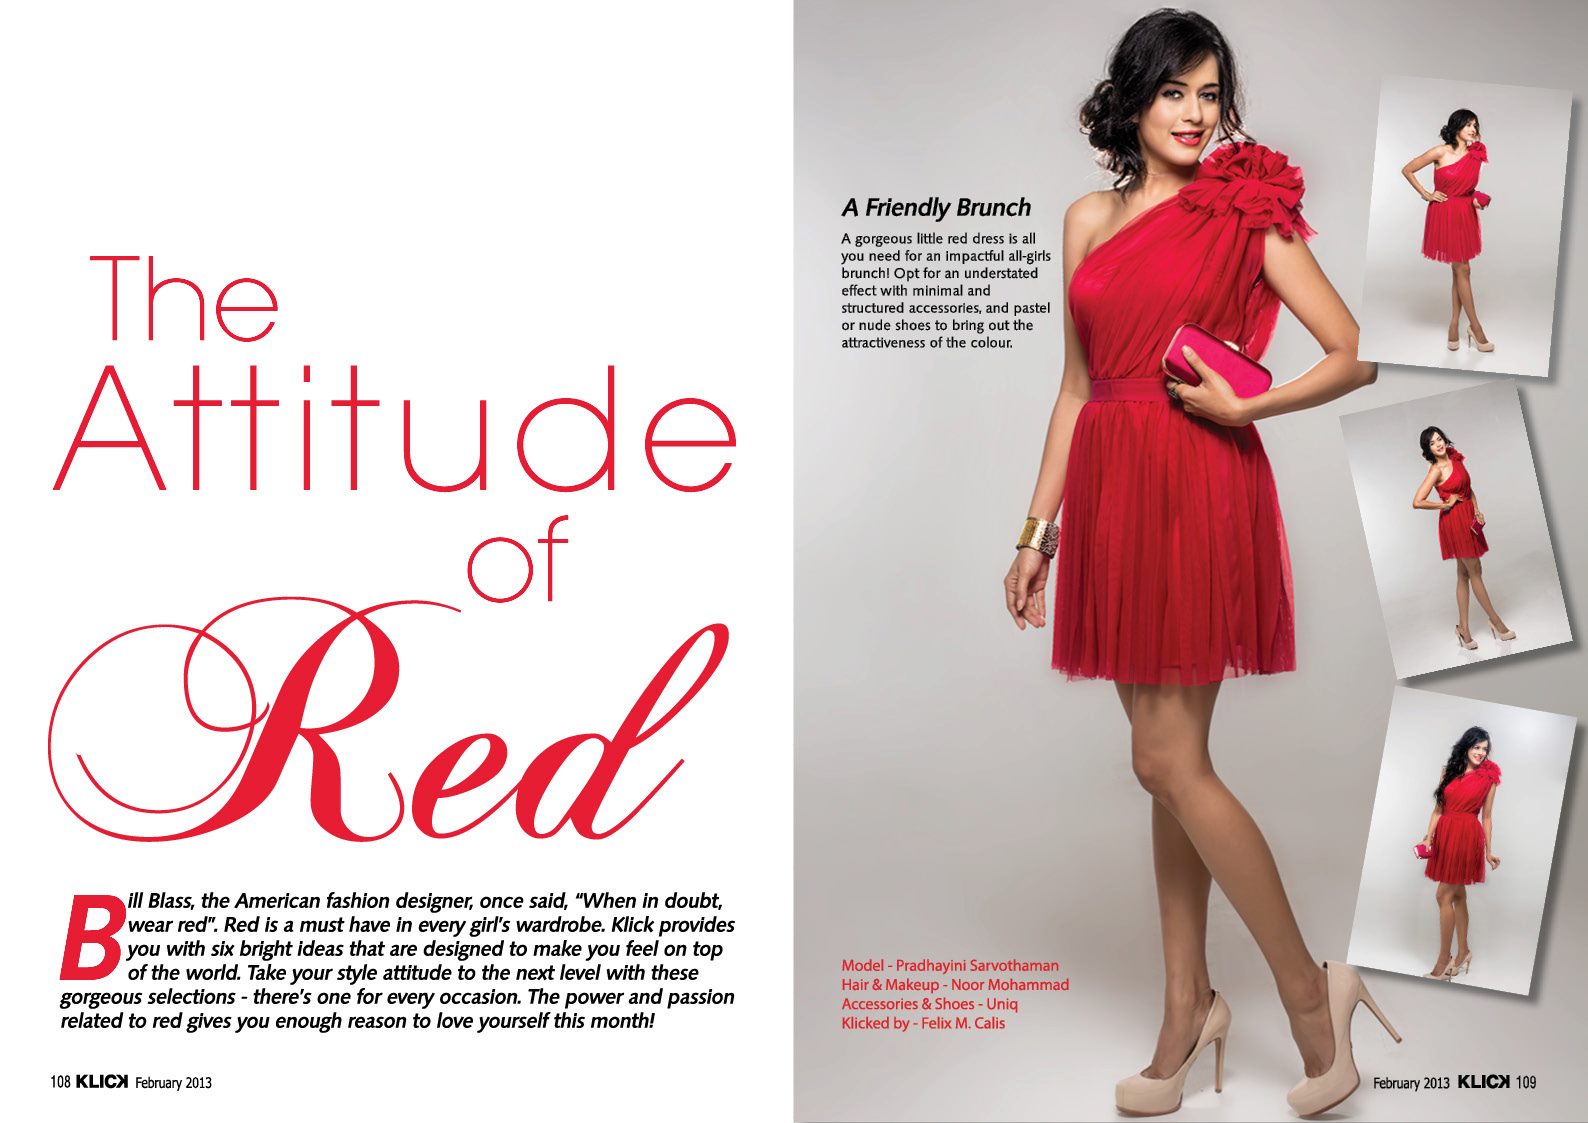 The
Attitude
of
Red
Bill Blass, the American fashion designer, once said, “When in doubt,
wear red”. Red is a must have in every girl's wardrobe. Klick provides
you with six bright ideas that are designed to make you feel on top
of the world. Take your style attitude to the next level with these
gorgeous selections - there's one for every occasion. The power and passion
related to red gives you enough reason to love yourself this month!
108 KLICK February 2013
A Friendly Brunch
A gorgeous little red dress is all
you need for an impactful all-girls
brunch! Opt for an understated
effect with minimal and
structured accessories, and pastel
or nude shoes to bring out the
attractiveness of the colour.
Model - Pradhayini Sarvothaman
Hair & Makeup - Noor Mohammad
Accessories & Shoes - Uniq
Klicked by - Felix M. Calis
February 2013 KLICK 109